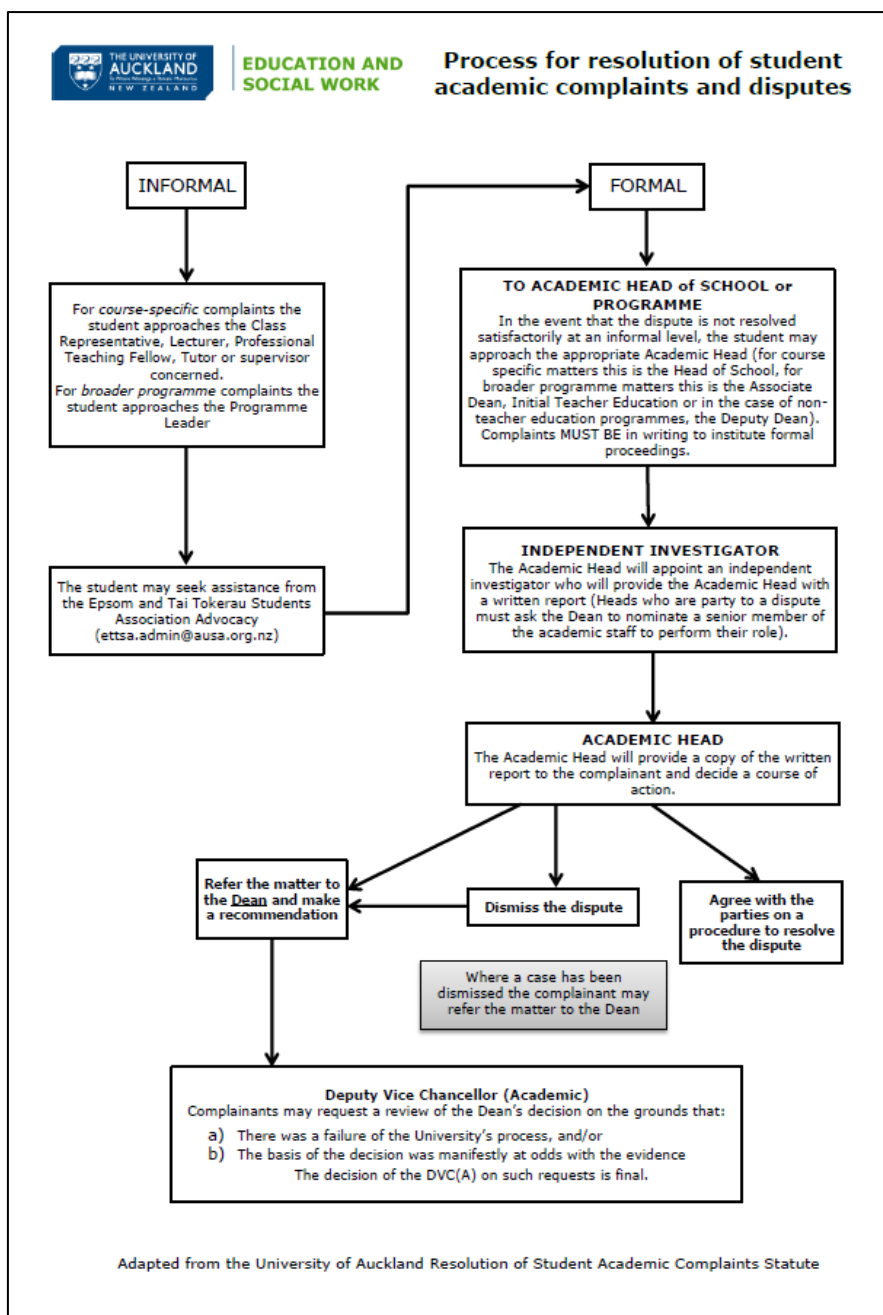 THE UNIVERSITY OF
AUCKLAND
NEW ZEALAND
EDUCATION AND
SOCIAL WORK
Process for resolution of student
academic complaints and disputes
INFORMAL
For course-specific complaints the
student approaches the Class
Representative, Lecturer, Professional
Teaching Fellow, Tutor or supervisor
concerned.
For broader programme complaints the
student approaches the Programme
Leader
The student may seek assistance from
the Epsom and Tai Tokerau Students
Association Advocacy
(ettsa.admin@ausa.org.nz)
FORMAL
TO ACADEMIC HEAD of SCHOOL or
PROGRAMME
In the event that the dispute is not resolved
satisfactorily at an informal level, the student may
approach the appropriate Academic Head (for course
specific matters this is the Head of School, for
broader programme matters this is the Associate
Dean, Initial Teacher Education or in the case of non-
teacher education programmes, the Deputy Dean).
Complaints MUST BE in writing to institute formal
proceedings.
INDEPENDENT INVESTIGATOR
The Academic Head will appoint an independent
investigator who will provide the Academic Head with
a written report (Heads who are party to a dispute
must ask the Dean to nominate a senior member of
the academic staff to perform their role).
ACADEMIC HEAD
The Academic Head will provide a copy of the written
report to the complainant and decide a course of
action.
Refer the matter to
the Dean and make
a recommendation
Dismiss the dispute
Agree with the
parties on a
procedure to resolve
the dispute
Where a case has been
dismissed the complainant may
refer the matter to the Dean
Deputy Vice Chancellor (Academic)
Complainants may request a review of the Dean's decision on the grounds that:
a) There was a failure of the University's process, and/or
b) The basis of the decision was manifestly at odds with the evidence
The decision of the DVC(A) on such requests is final.
Adapted from the University of Auckland Resolution of Student Academic Complaints Statute